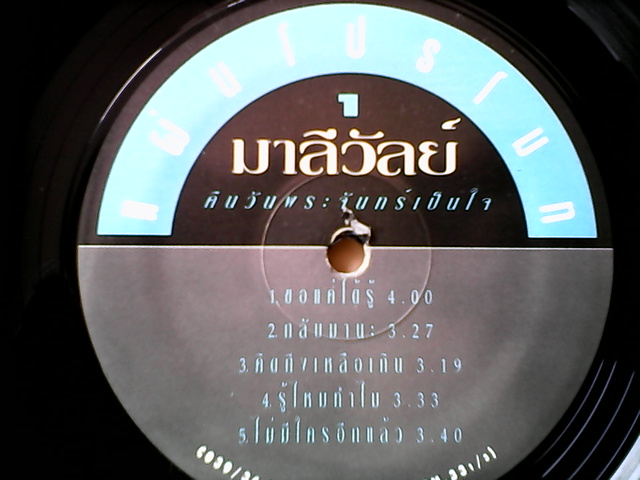 1
มาลีวัลย์
คืนวันพระจันทร์เป็นใจ
1.ขอแค่ได้รู้ 4.00
2.กลับมานะ 3.27
3.คิดถึงเหลือเกิน 3.19
4.รู้ไหมทำไม 3.33
5.ไม่มีใครอีกแล้ว 3.40
33 1/3)